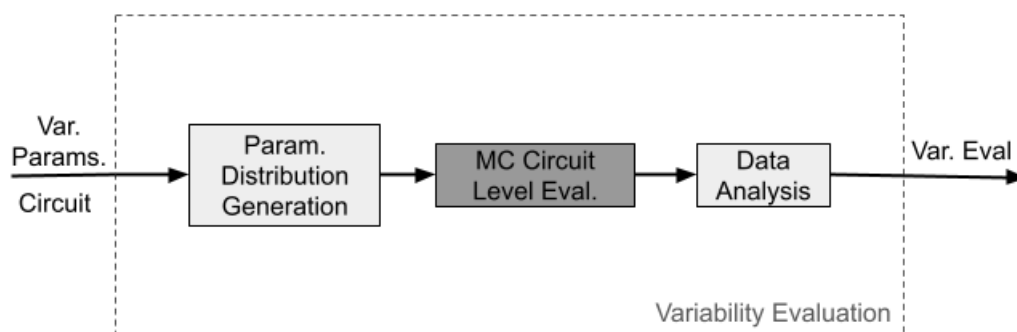 Var.
Params.
Circuit
Param.
Distribution
Generation
MC Circuit
Level Eval.
Data
Analysis
Var. Eval
Variability Evaluation